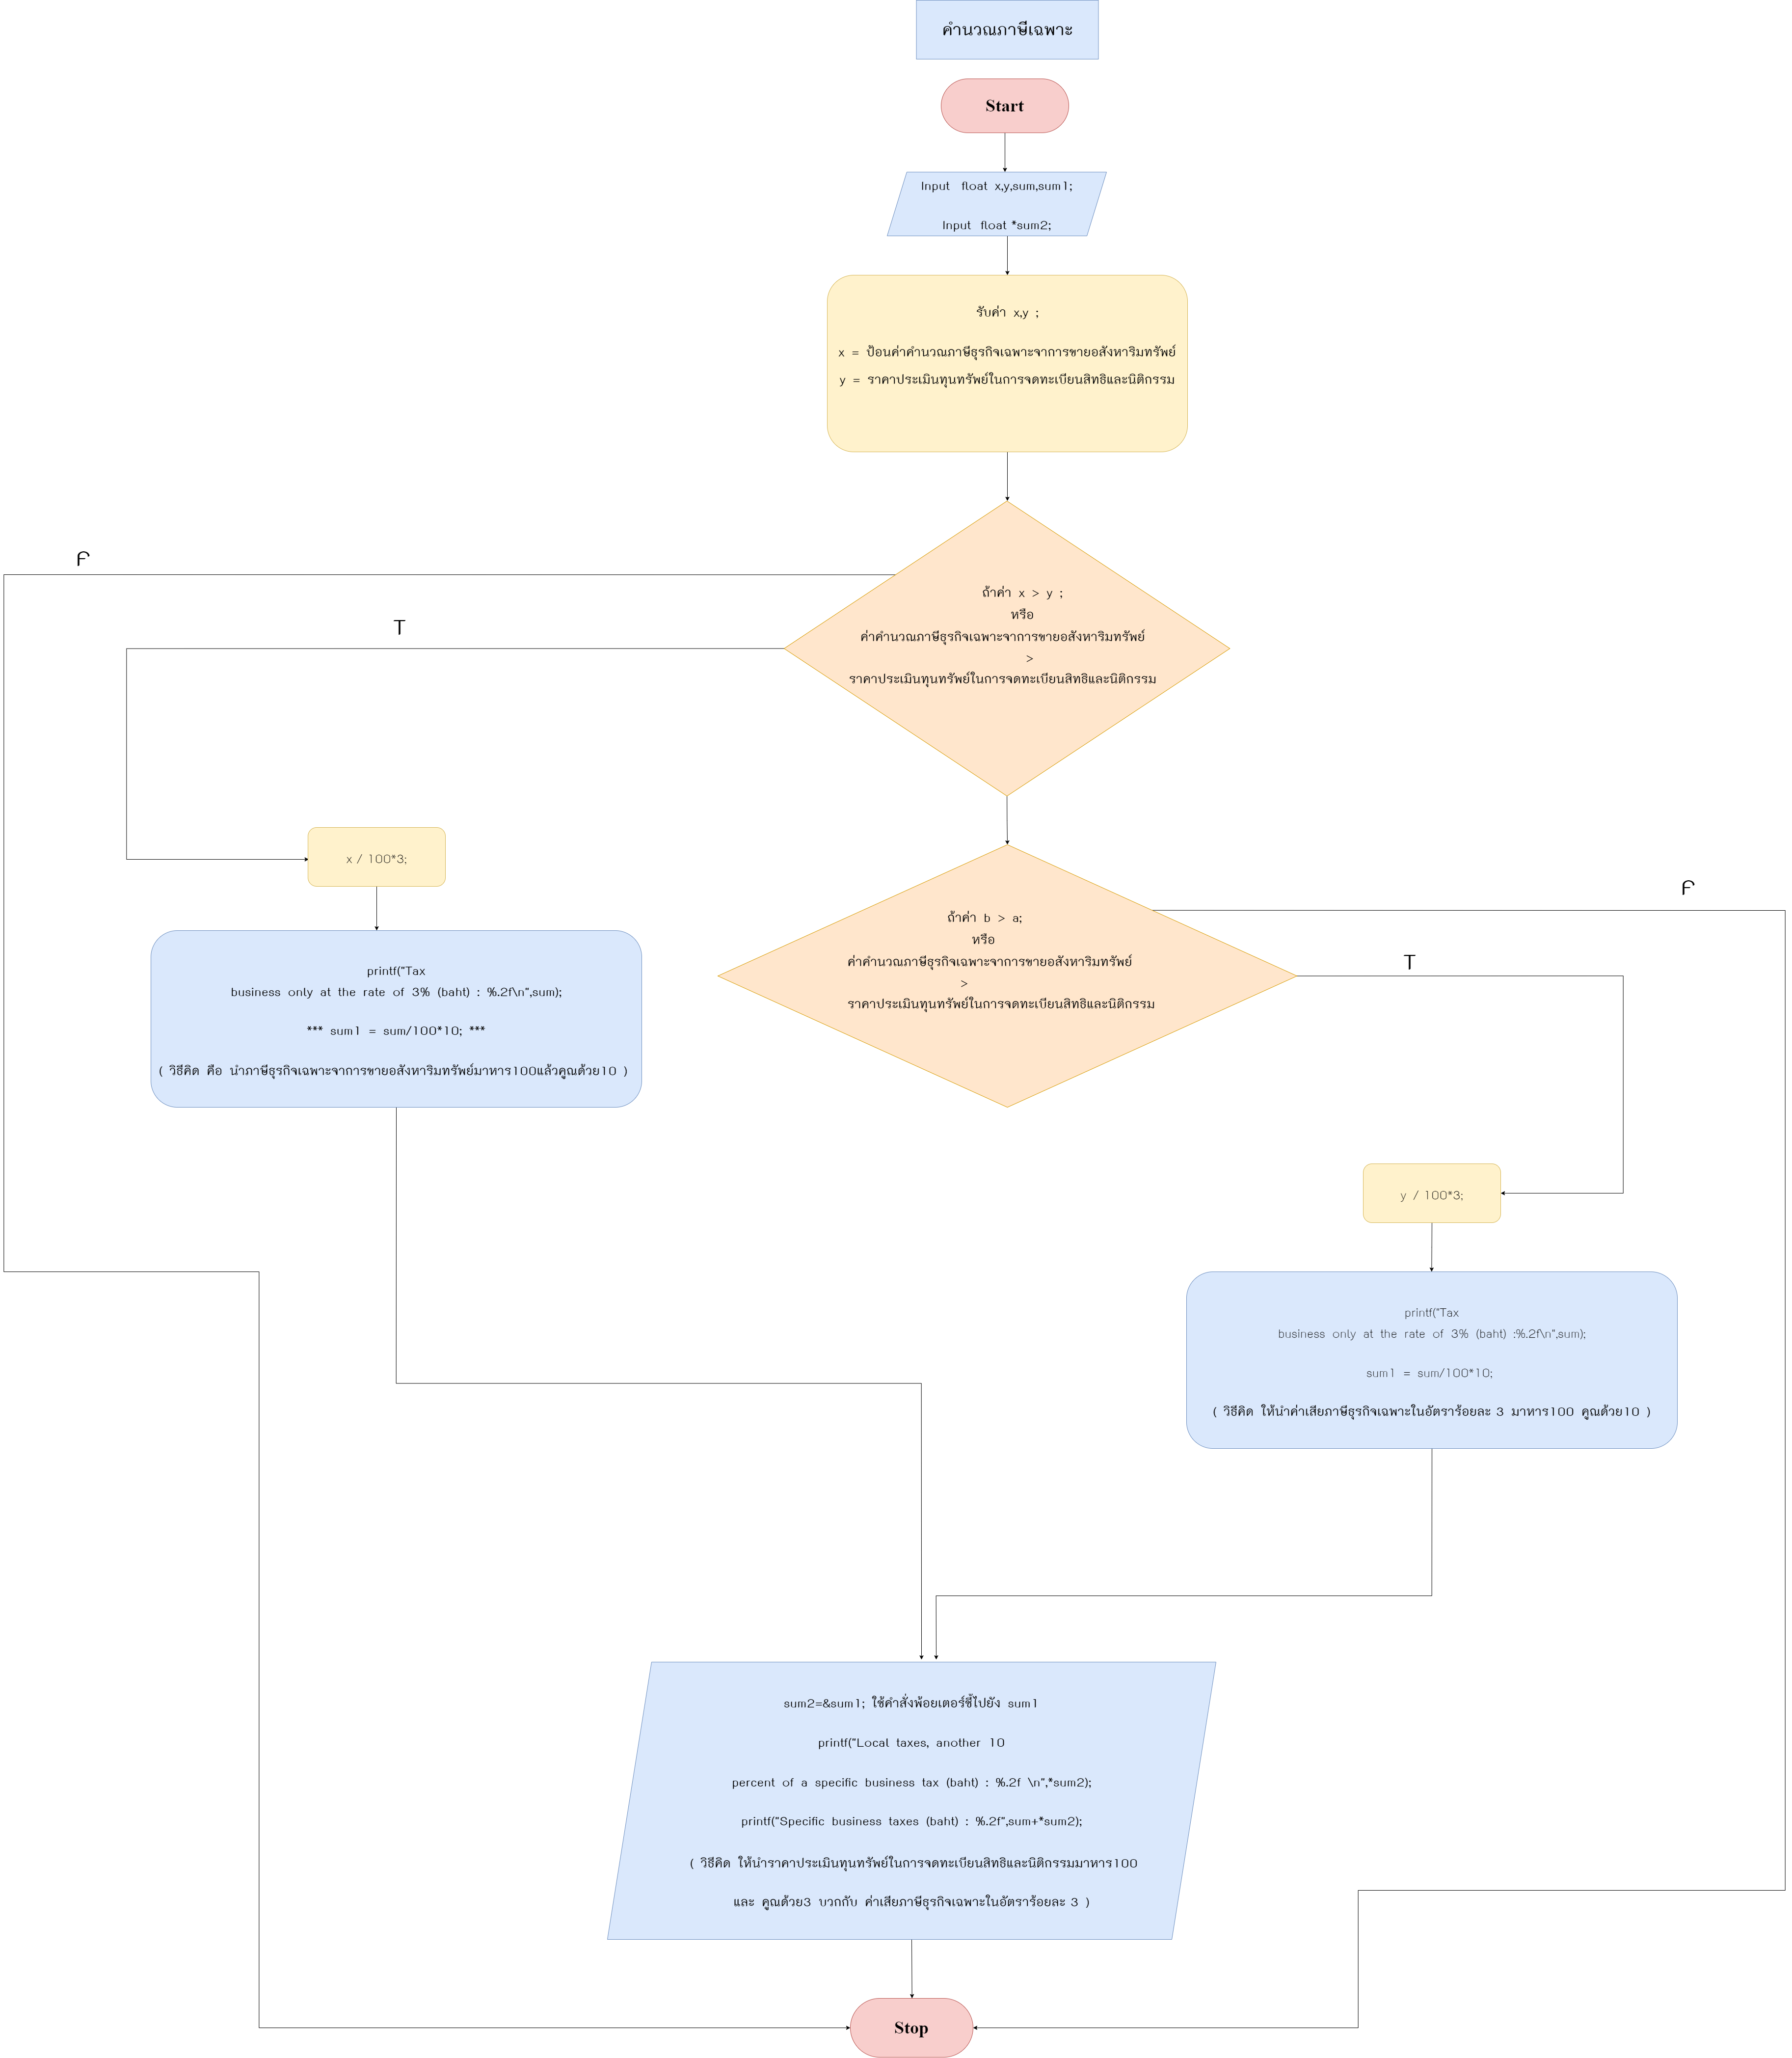 คำนวณภาษีเฉพาะ
Start
Input float x,y,sum,sum1;
Input float *sum2;
รับค่า x,y ;
x = ป้อนค่าคำนวณภาษีธุรกิจเฉพาะจาการขายอสังหาริมทรัพย์
y = ราคาประเมินทุนทรัพย์ในการจดทะเบียนสิทธิและนิติกรรม
F
ถ้าค่า x > y ;
หรือ
ค่าคำนวณภาษีธุรกิจเฉพาะจาการขายอสังหาริมทรัพย์
>
ราคาประเมินทุนทรัพย์ในการจดทะเบียนสิทธิและนิติกรรม
T
x / 100*3;
printf("Tax
business only at the rate of 3% (baht) : %.2f\n",sum);
*** sum1 = sum/100*10; ***
( วิธีคิด คือ นำภาษีธุรกิจเฉพาะจาการขายอสังหาริมทรัพย์มาหาร100แล้วคูณด้วย10 )
ถ้าค่า b > a;
หรือ
ค่าคำนวณภาษีธุรกิจเฉพาะจาการขายอสังหาริมทรัพย์
>
ราคาประเมินทุนทรัพย์ในการจดทะเบียนสิทธิและนิติกรรม
F
T
y / 100*3;
printf("Tax
business only at the rate of 3% (baht) :%.2f\n",sum);
sum1 = sum/100*10;
( วิธีคิด ให้นำค่าเสียภาษีธุรกิจเฉพาะในอัตราร้อยละ 3 มาหาร100 คูณด้วย10 )
sum2=&sum1; ใช้คำสั่งพ้อยเตอร์ชี้ไปยัง sum1
printf("Local taxes, another 10
percent of a specific business tax (baht) : %.2f \n",*sum2);
printf("Specific business taxes (baht) : %.2f",sum+*sum2);
( วิธีคิด ให้นำราคาประเมินทุนทรัพย์ในการจดทะเบียนสิทธิและนิติกรรมมาหาร100
และ คูณด้วย3 บวกกับ ค่าเสียภาษีธุรกิจเฉพาะในอัตราร้อยละ 3 )
Stop